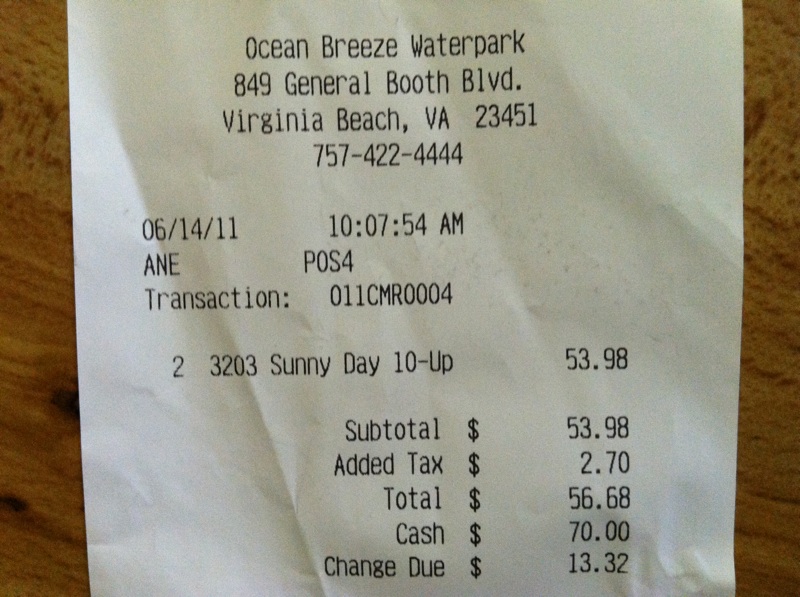 Ocean Breeze Waterpark
849 General Booth Blvd.
Virginia Beach, VA 23451
757-422-4444
06/14/11 10:07:54 AM
ANE POS4
Transaction: 011CMR0004
2 3203 Sunny Day 10-Up 53.98
Subtotal $ 53.98
Added Tax $ 2.70
Total $ 56.68
Cash $ 70.00
Change Due $ 13.32